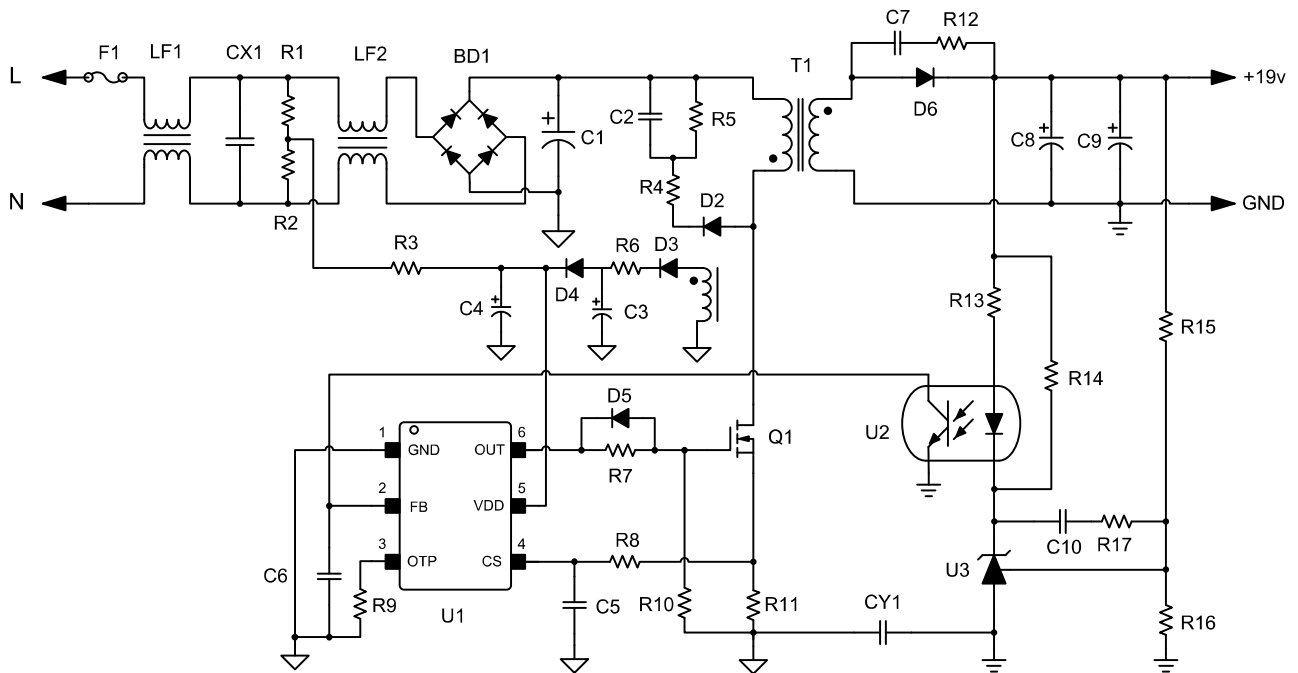 C7
R12
F1
LF1
CX1
R1
LF2
BD1
T1
L
+19v
D6
C2
R5
+
C1
+
C8
+
C9
R4
N
R2
D2
GND
R3
R6
D3
D4
+
C4
+
C3
R13
R15
R14
D5
U2
Q1
1
GND
OUT
6
R7
2
FB
VDD
5
3
OTP
CS
4
R8
C10
R17
U3
C6
R9
U1
C5
R10
R11
CY1
R16